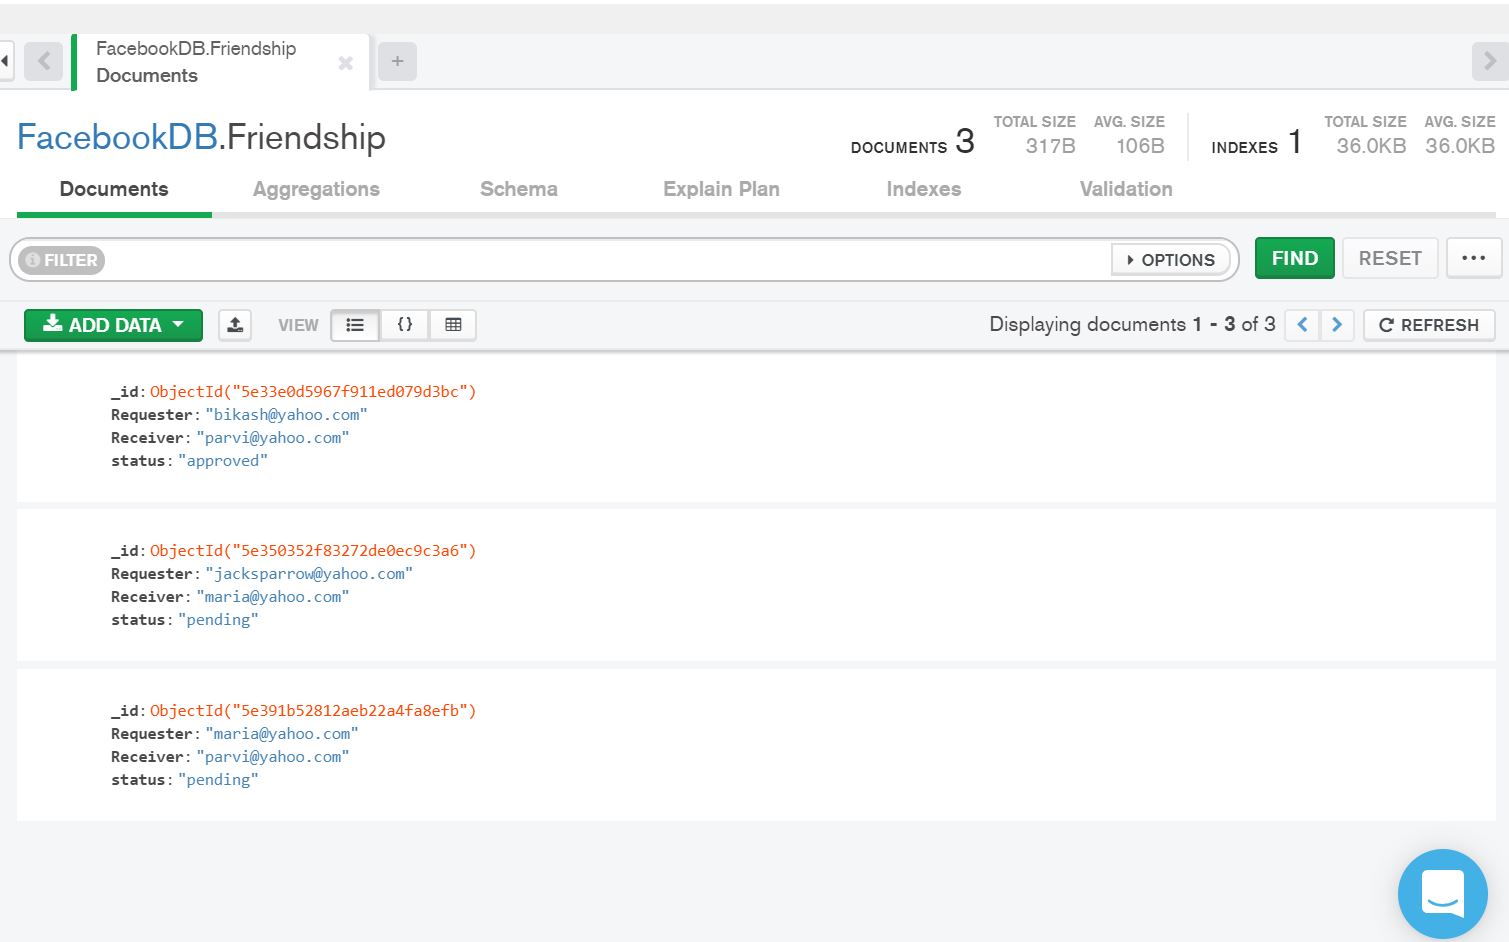 FacebookDB.Friendship
Documents
FacebookDB.Friendship
DOCUMENTS 3 TOTAL SIZE 317B AVG. SIZE 106B INDEXES 1 TOTAL SIZE 36.0KB AVG. SIZE 36.0KB
Documents Aggregations Schema Explain Plan Indexes Validation
FILTER OPTIONS FIND RESET ...
ADD DATA VIEW {} Displaying documents 1 - 3 of 3 < > REFRESH
_id: ObjectId("5e33e0d5967f911ed079d3bc")
Requester: "bikash@yahoo.com"
Receiver: "parvi@yahoo.com"
status: "approved"
_id: ObjectId("5e350352f83272de0ec9c3a6")
Requester: "jacksparrow@yahoo.com"
Receiver: "maria@yahoo.com"
status: "pending"
_id: ObjectId("5e391b52812aeb22a4fa8efb")
Requester: "maria@yahoo.com"
Receiver: "parvi@yahoo.com"
status: "pending"